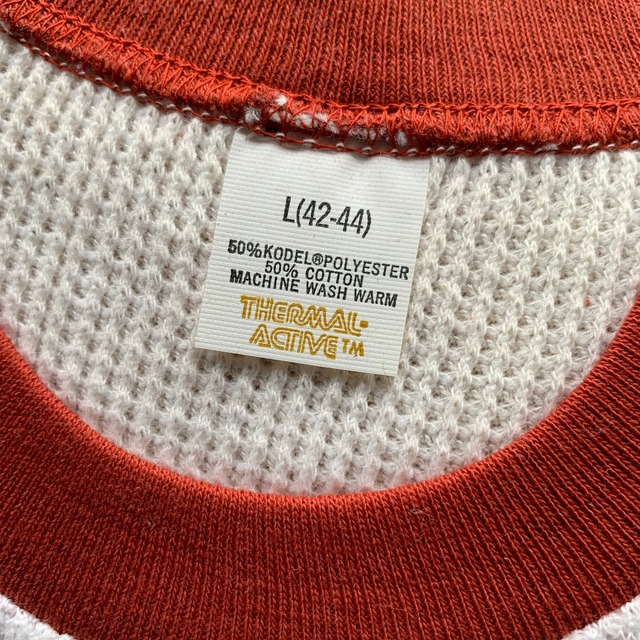 L(42-44)
50%KODEL®POLYESTER
50% COTTON
MACHINE WASH WARM
THERMAL-
ACTIVE™